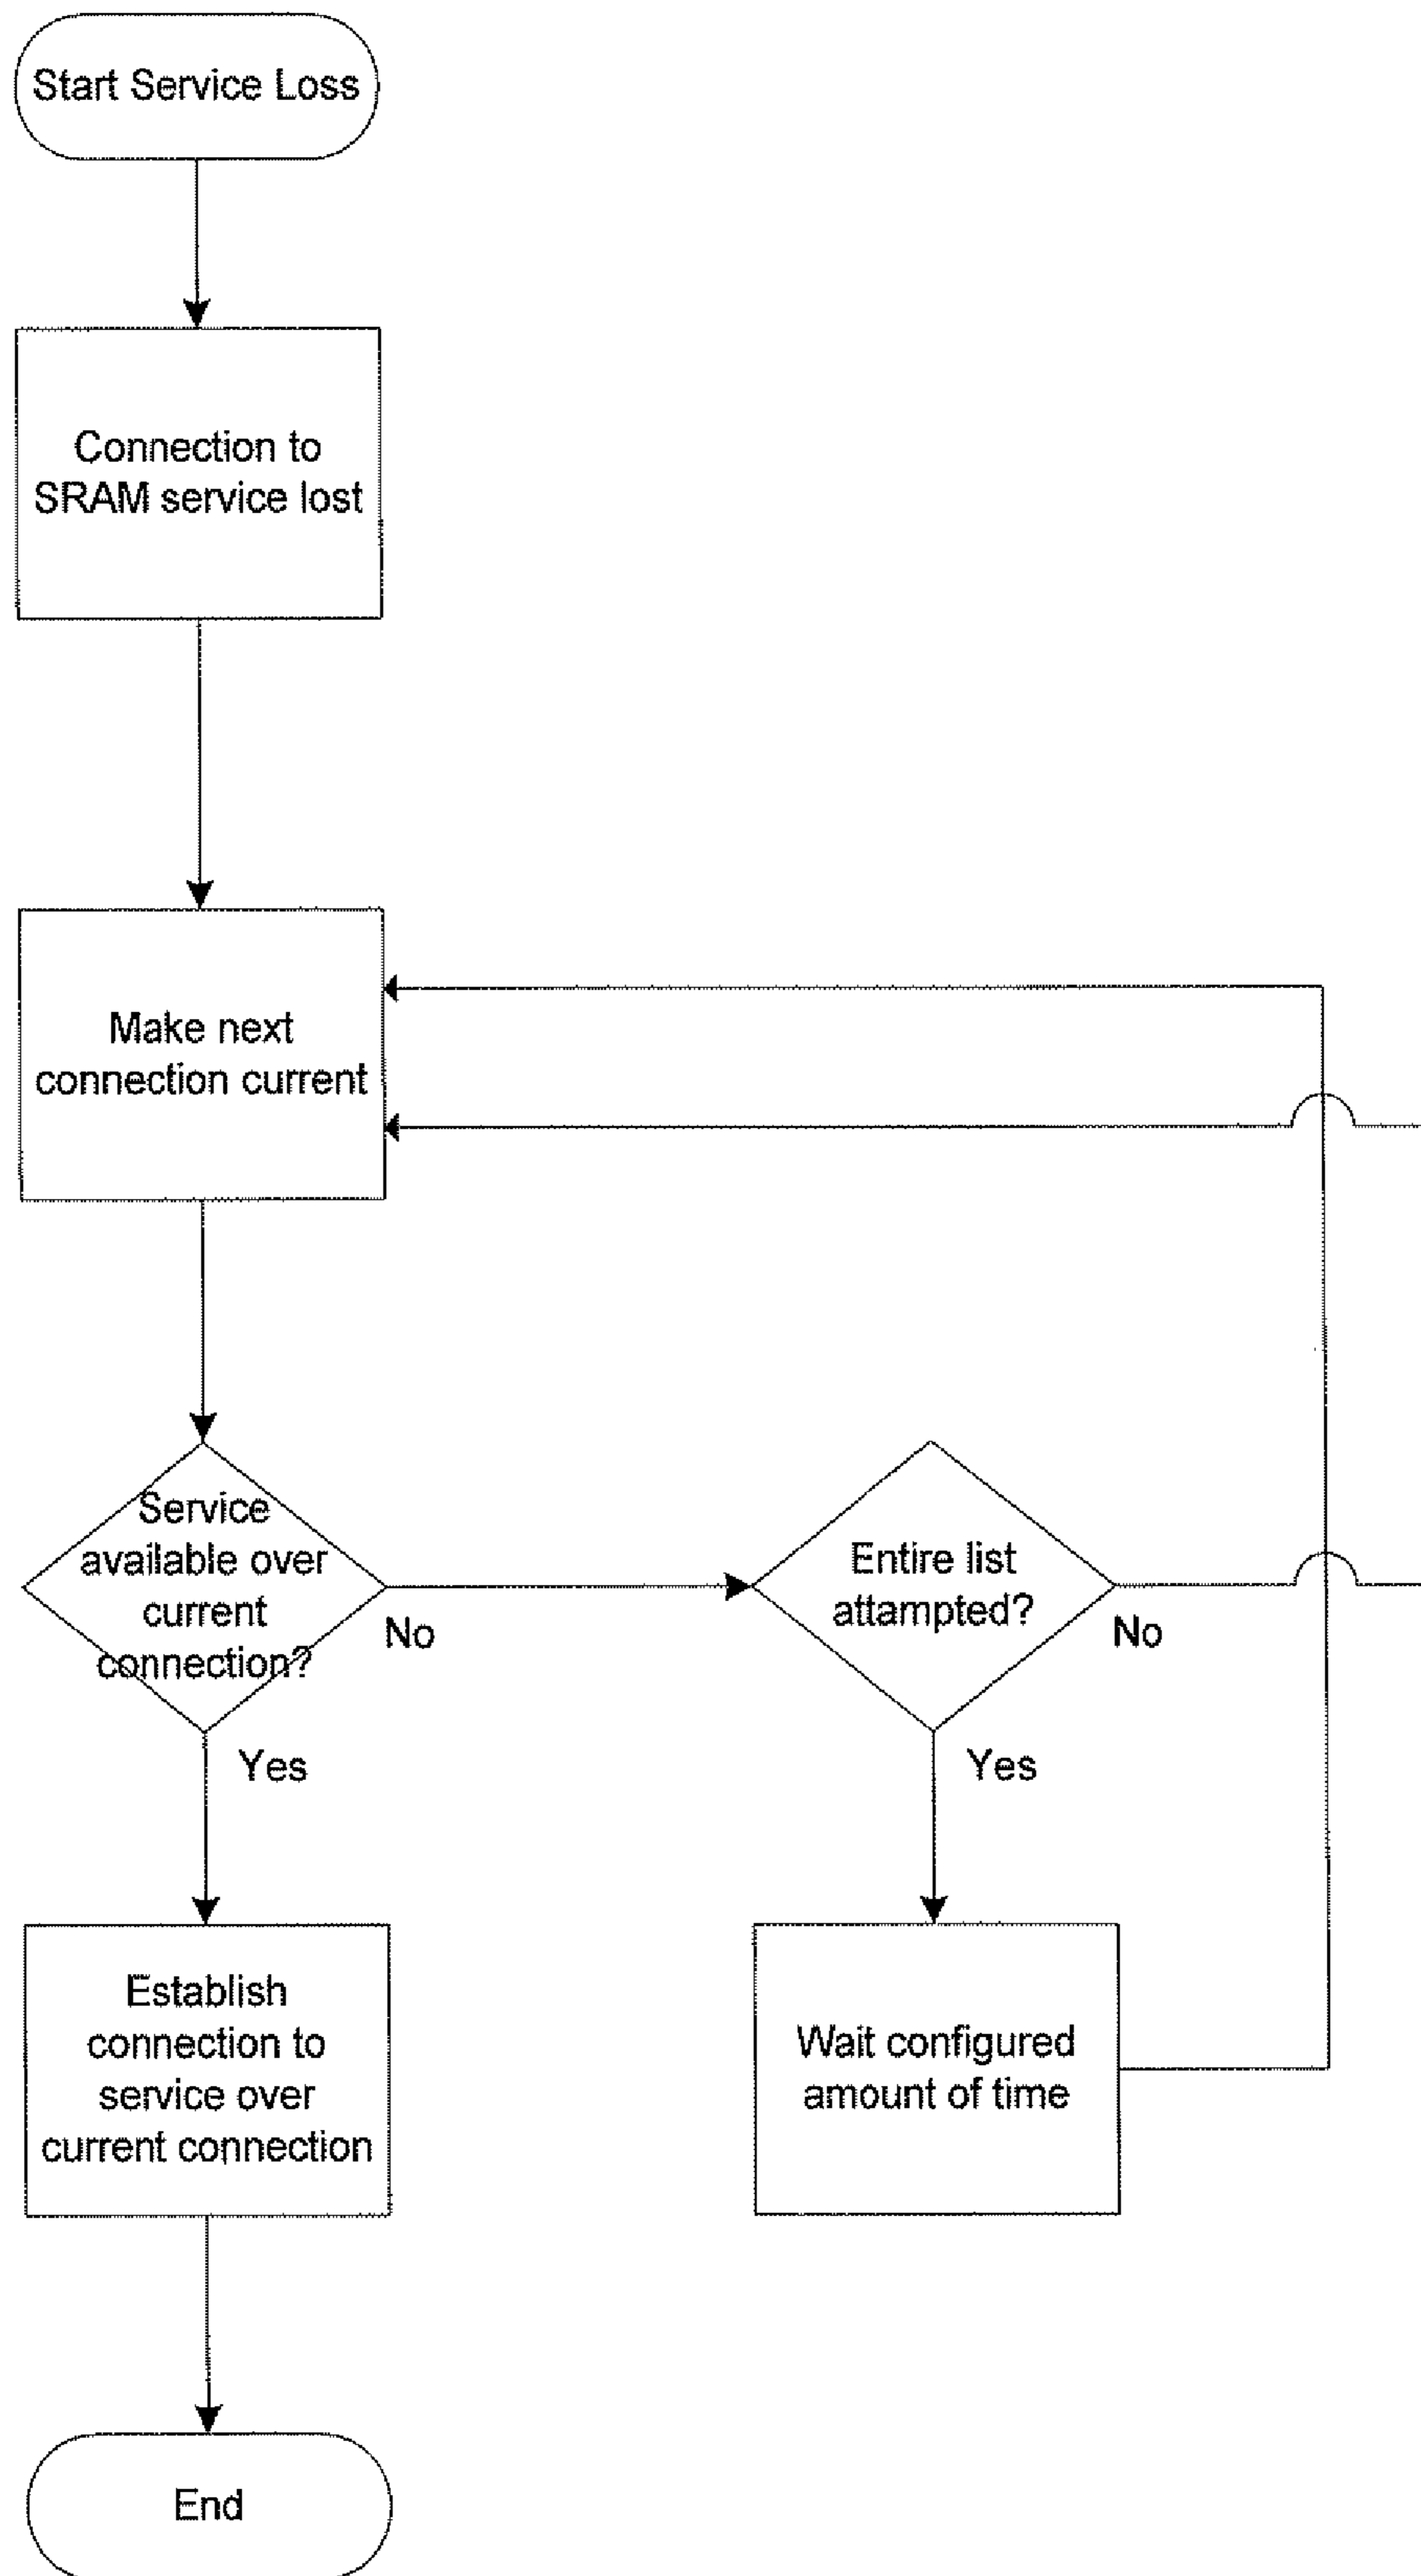 Start Service Loss
Connection to
SRAM service lost
Make next
connection current
Service
available over
current
connection?
No
Yes
Entire list
attampted?
No
Yes
Establish
connection to
service over
current connection
Wait configured
amount of time
End